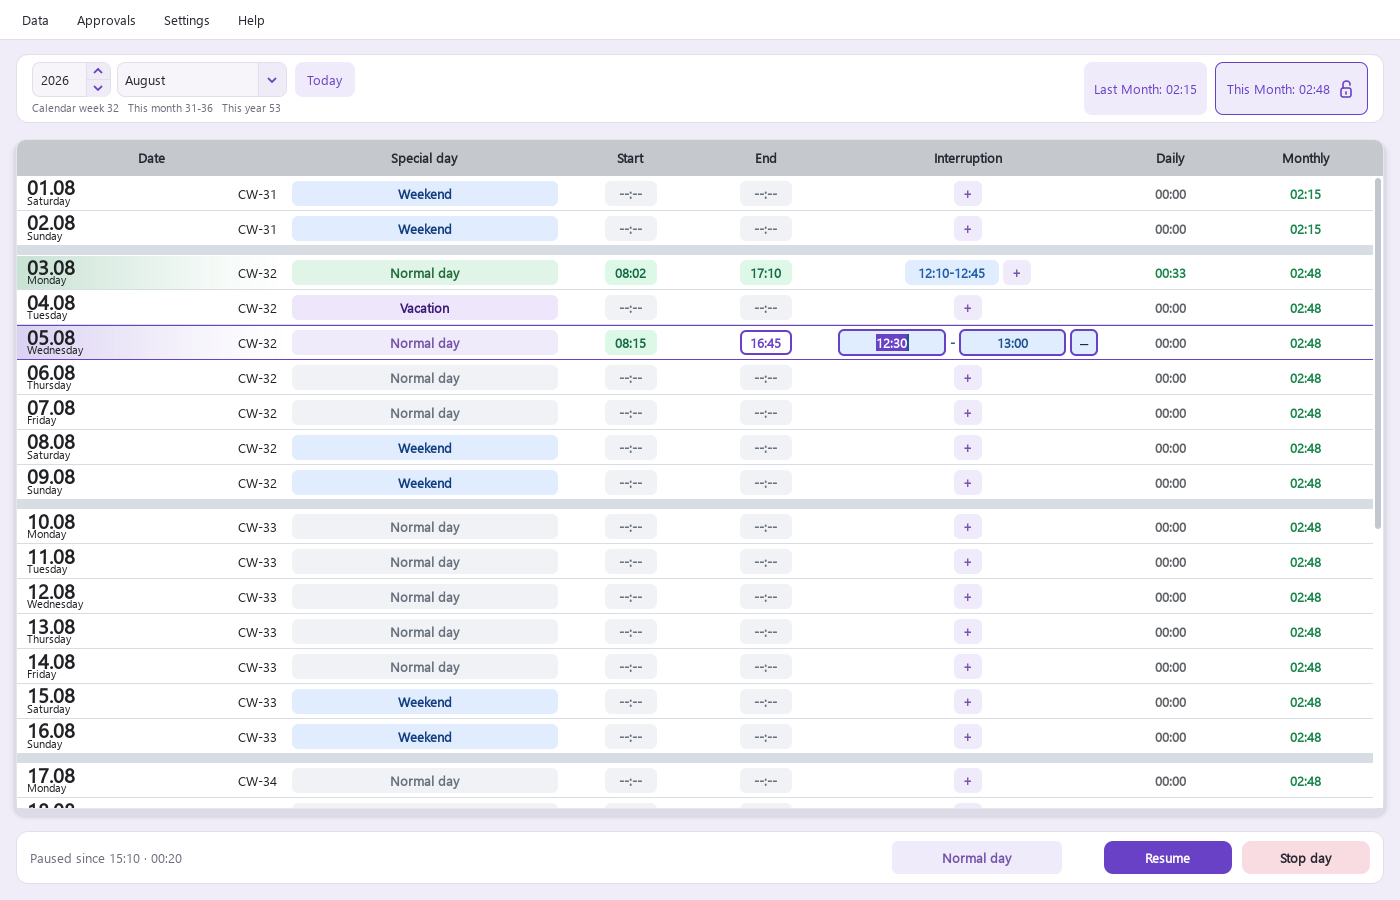 Data Approvals Settings Help
2026 August Today Last Month: 02:15 This Month: 02:48
Calendar week 32 This month 31-36 This year 53
Date Special day Start End Interruption Daily Monthly
01.08 Saturday CW-31 Weekend --:-- --:-- + 00:00 02:15
02.08 Sunday CW-31 Weekend --:-- --:-- + 00:00 02:15
03.08 Monday CW-32 Normal day 08:02 17:10 12:10-12:45 + 00:33 02:48
04.08 Tuesday CW-32 Vacation --:-- --:-- + 00:00 02:48
05.08 Wednesday CW-32 Normal day 08:15 16:45 12:30 - 13:00 – 00:00 02:48
06.08 Thursday CW-32 Normal day --:-- --:-- + 00:00 02:48
07.08 Friday CW-32 Normal day --:-- --:-- + 00:00 02:48
08.08 Saturday CW-32 Weekend --:-- --:-- + 00:00 02:48
09.08 Sunday CW-32 Weekend --:-- --:-- + 00:00 02:48
10.08 Monday CW-33 Normal day --:-- --:-- + 00:00 02:48
11.08 Tuesday CW-33 Normal day --:-- --:-- + 00:00 02:48
12.08 Wednesday CW-33 Normal day --:-- --:-- + 00:00 02:48
13.08 Thursday CW-33 Normal day --:-- --:-- + 00:00 02:48
14.08 Friday CW-33 Normal day --:-- --:-- + 00:00 02:48
15.08 Saturday CW-33 Weekend --:-- --:-- + 00:00 02:48
16.08 Sunday CW-33 Weekend --:-- --:-- + 00:00 02:48
17.08 Monday CW-34 Normal day --:-- --:-- + 00:00 02:48
Paused since 15:10 · 00:20 Normal day Resume Stop day